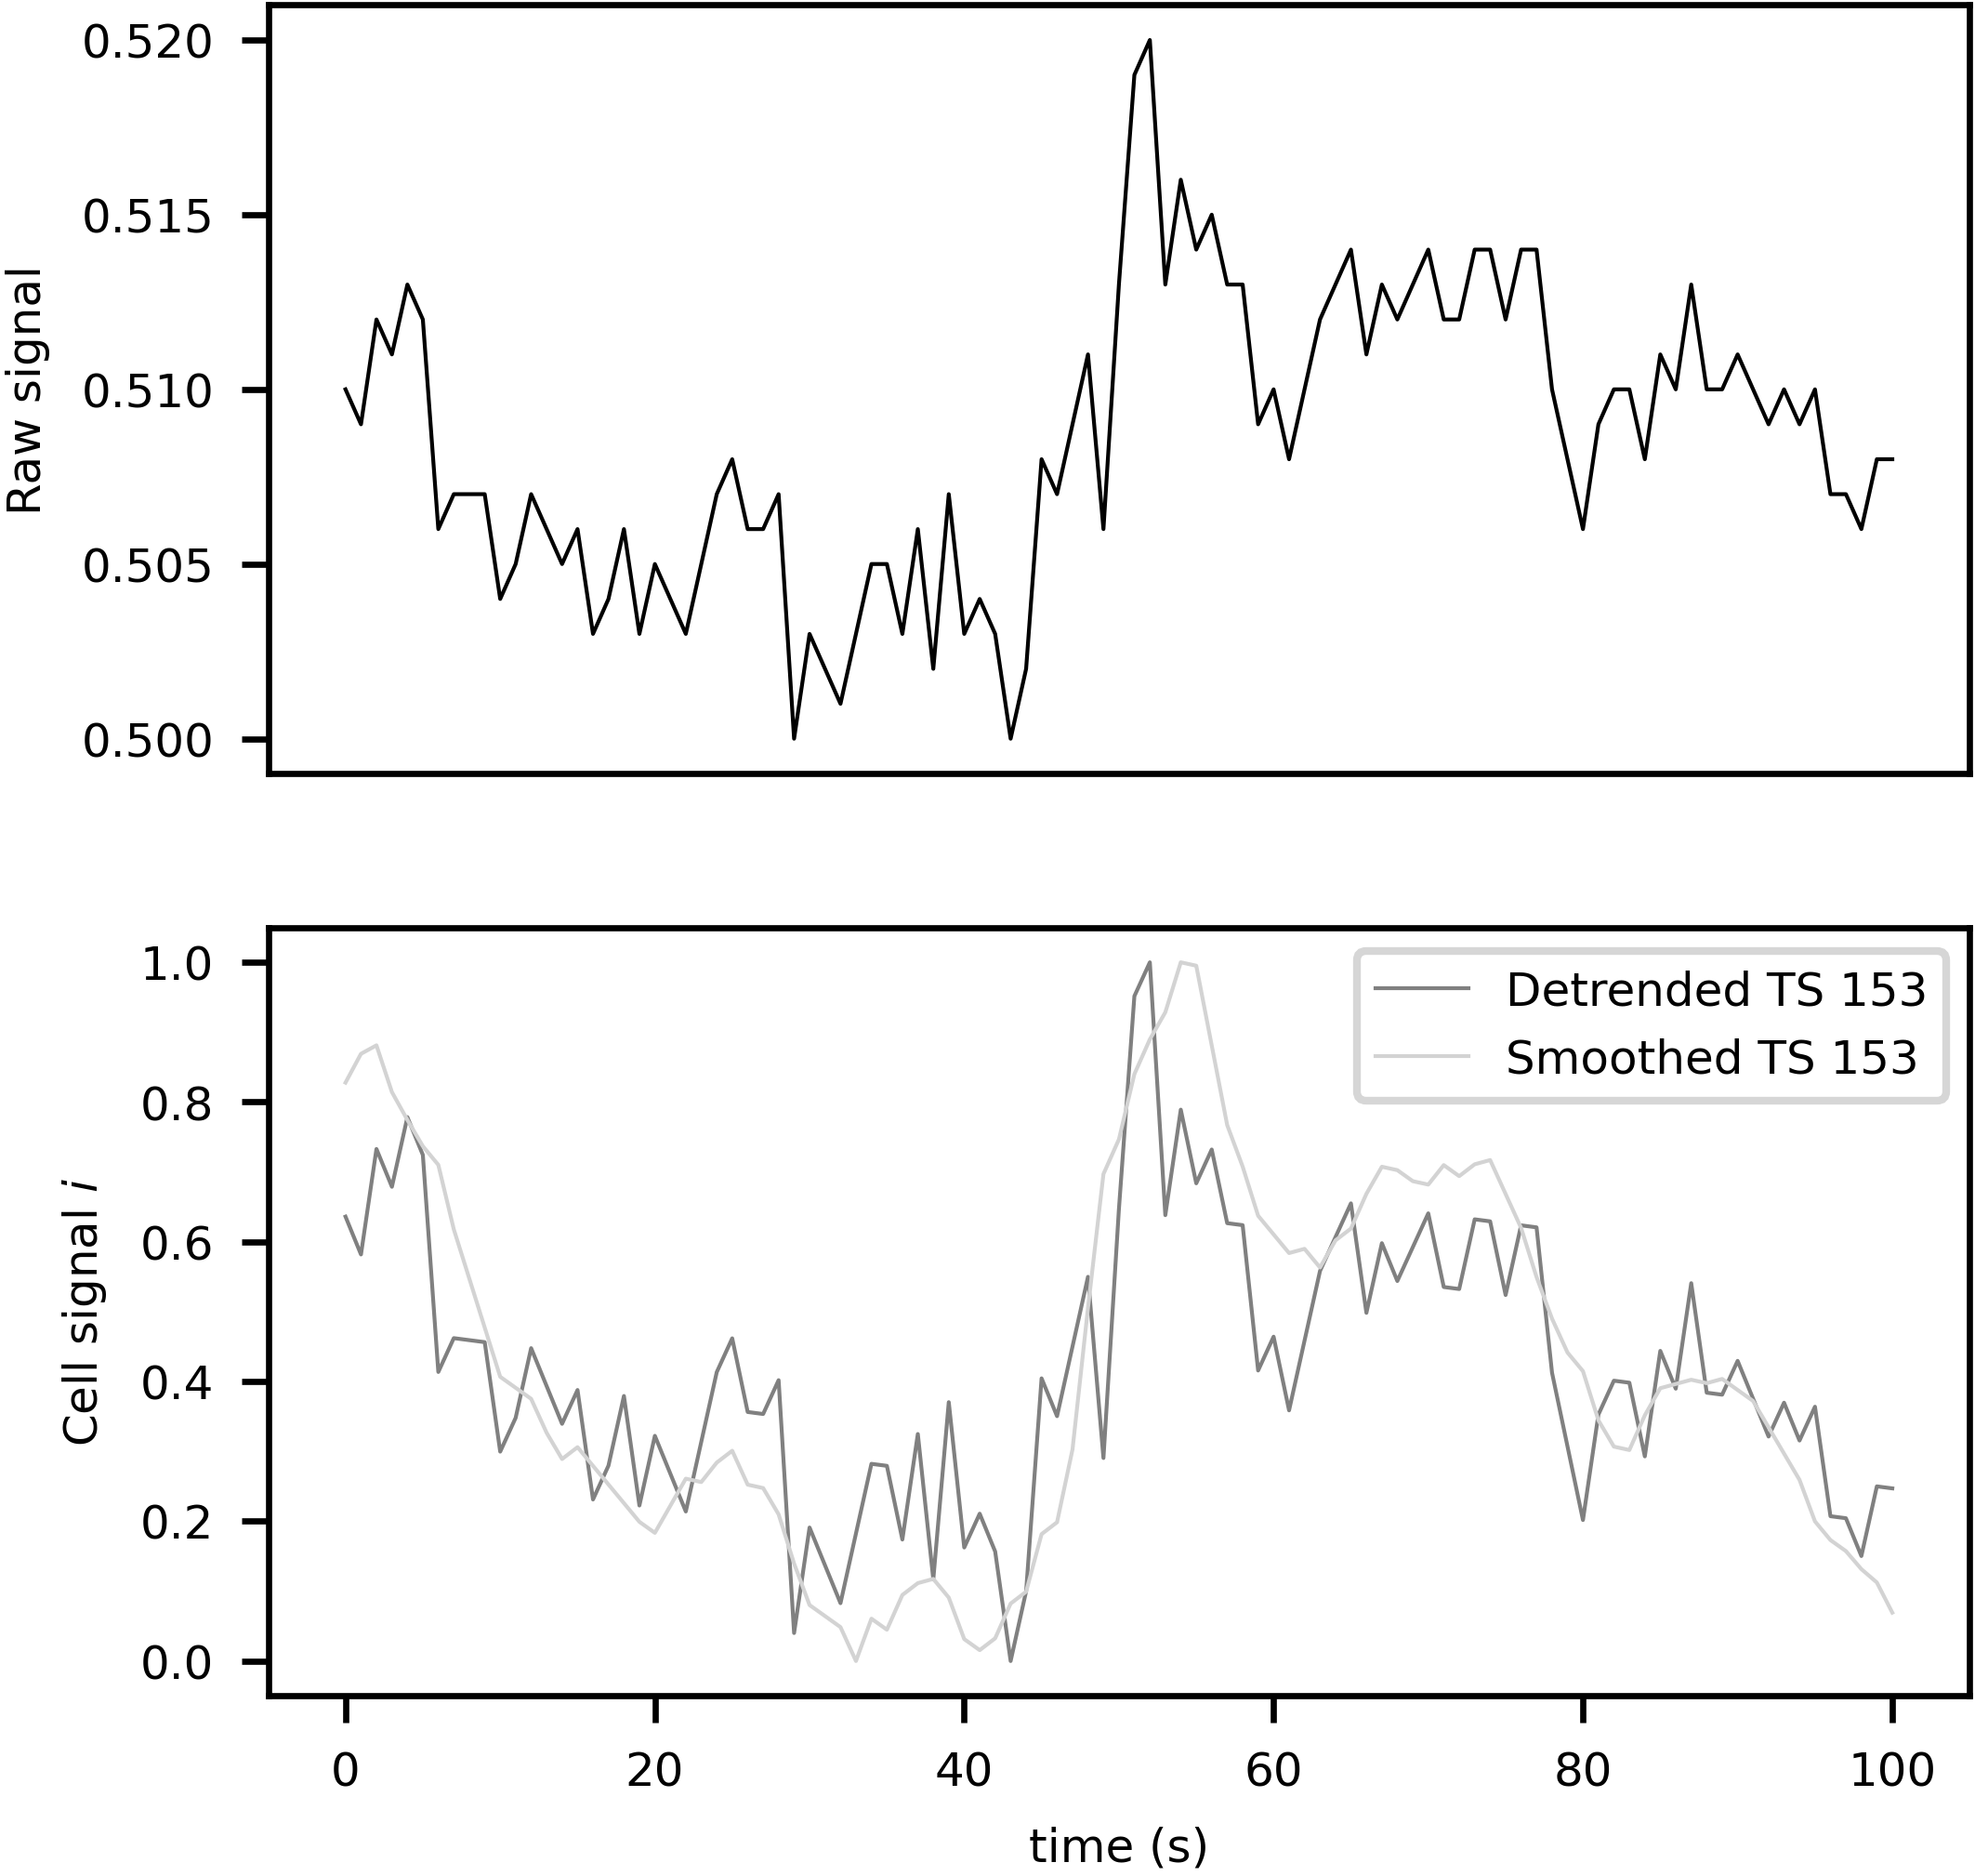 Raw signal
0.520
0.515
0.510
0.505
0.500
Cell signal i
1.0
0.8
0.6
0.4
0.2
0.0
Detrended TS 153
Smoothed TS 153
0 20 40 60 80 100
time (s)